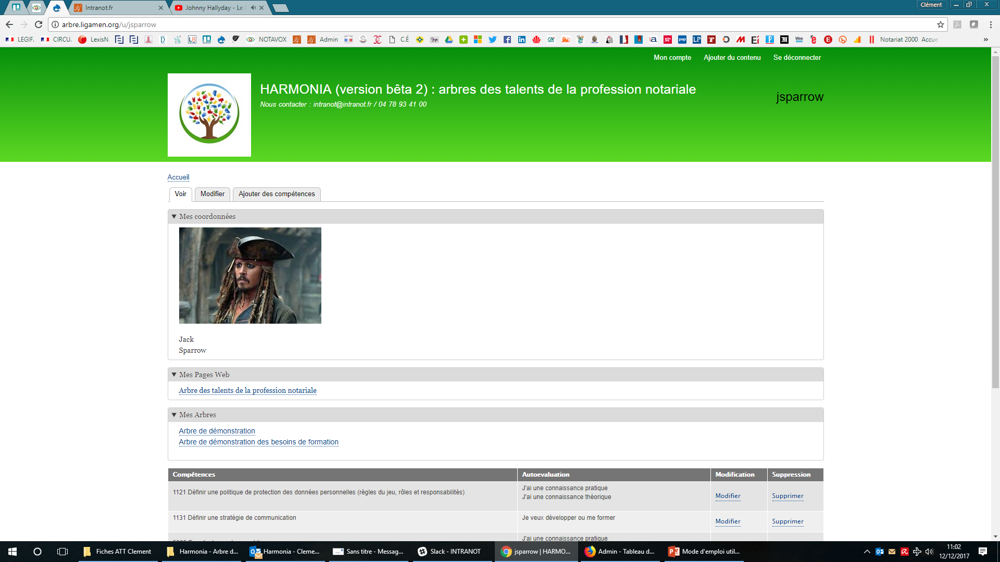 Intranot.fr
Johnny Hallyday - Le
Clément
arbre.ligamen.org/u/jsparrow
LEGIF. CIRCU. LexisN NOTAVOX Admin C.É Notariat 2000 Accue
Mon compte Ajouter du contenu Se déconnecter
HARMONIA (version bêta 2) : arbres des talents de la profession notariale
Nous contacter : intranot@intranot.fr / 04 78 93 41 00
jsparrow
Accueil
Voir Modifier Ajouter des compétences
Mes coordonnées
Jack
Sparrow
Mes Pages Web
Arbre des talents de la profession notariale
Mes Arbres
Arbre de démonstration
Arbre de démonstration des besoins de formation
Compétences Autoevaluation Modification Suppression
1121 Définir une politique de protection des données personnelles (règles du jeu, rôles et responsabilités)
J'ai une connaissance pratique
J'ai une connaissance théorique
Modifier Supprimer
1131 Définir une stratégie de communication Je veux développer ou me former Modifier Supprimer
J'ai une connaissance pratique
Fiches ATT Clement Harmonia - Arbre d... Harmonia - Cleme... Sans titre - Messag... Slack - INTRANOT jsparrow | HARMO... Admin - Tableau d... Mode d'emploi util...
11:02
12/12/2017